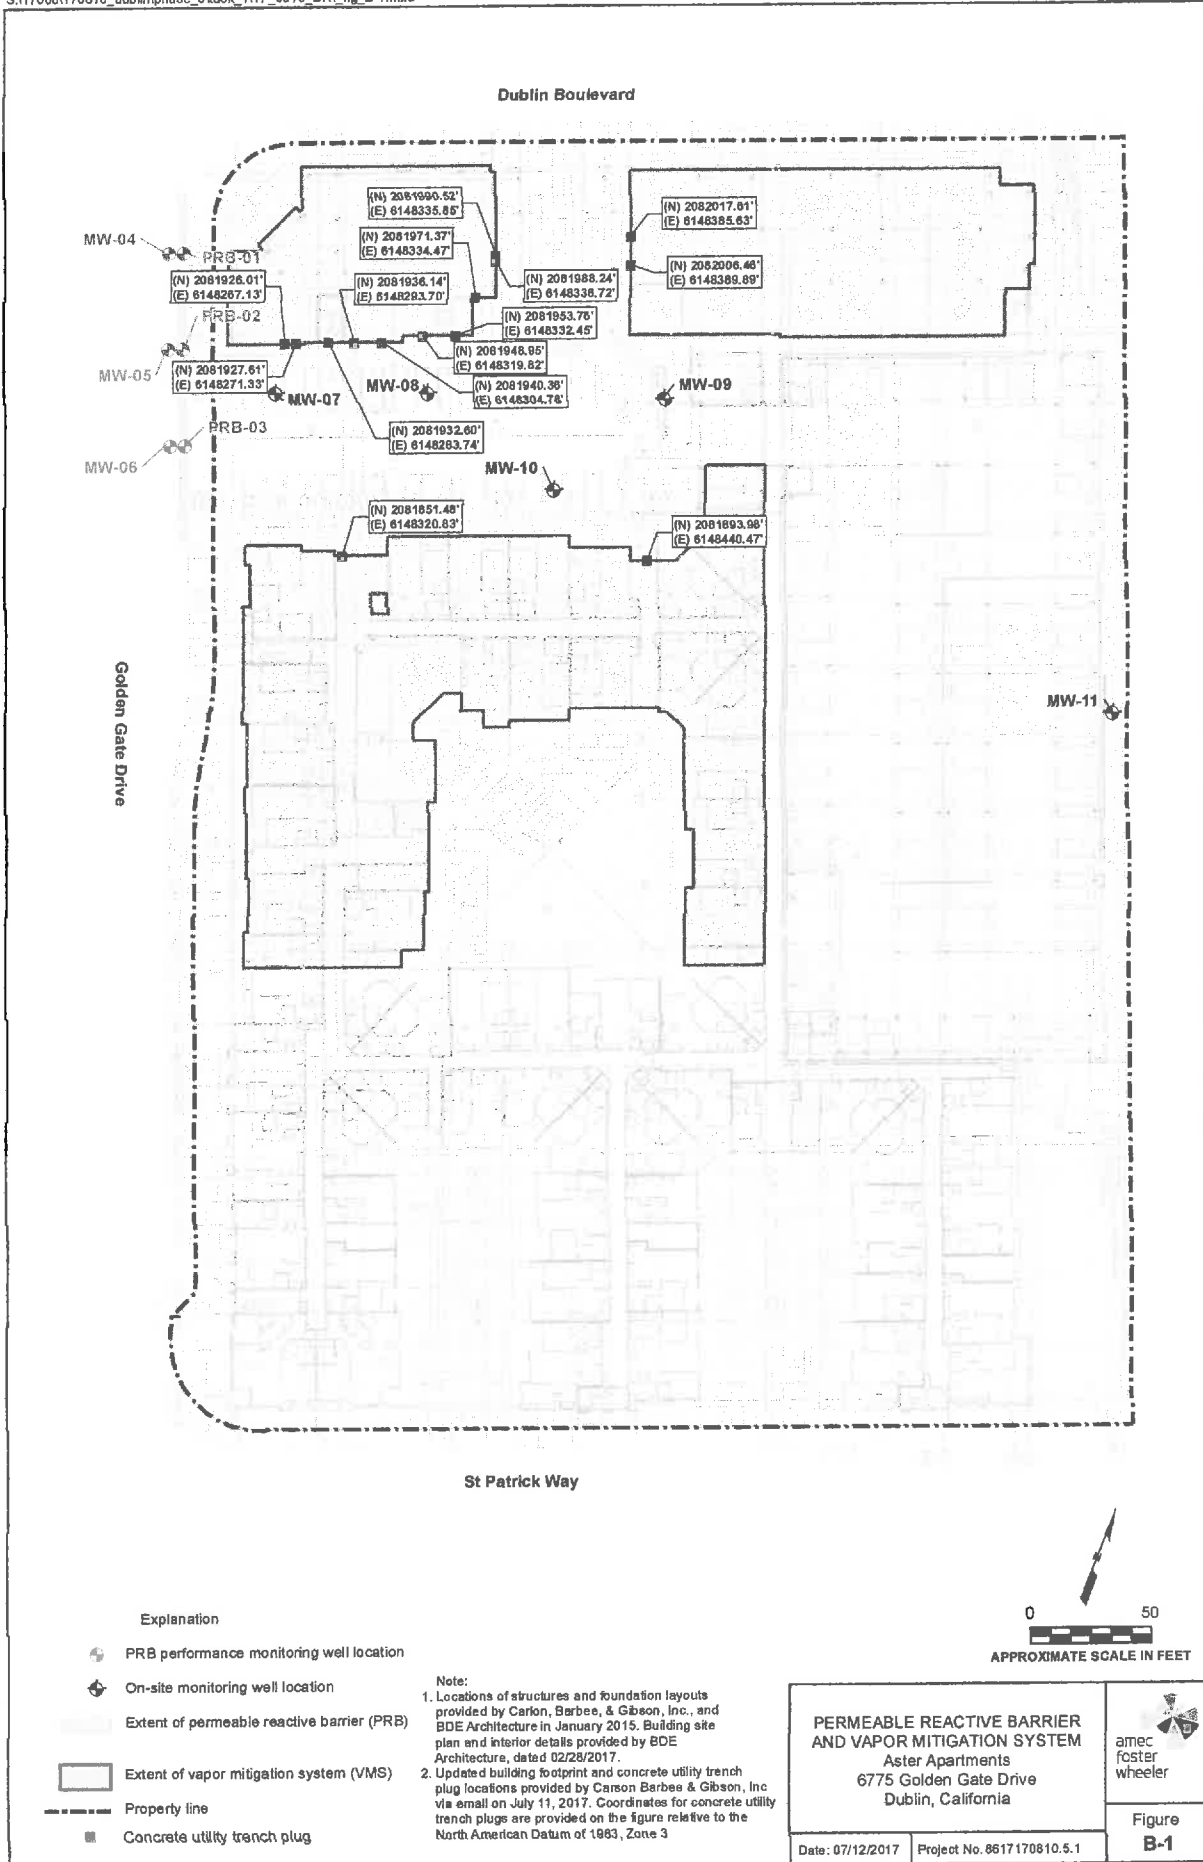 Dublin Boulevard
(N) 2081990.52'
(E) 6148335.85'
(N) 2082017.61'
(E) 6148385.63'
MW-04
PRB-01
(N) 2081971.37'
(E) 6148334.47'
(N) 2082006.46'
(E) 6148389.89'
(N) 2081926.01'
(E) 6148267.13'
(N) 2081936.14'
(E) 6148293.70'
(N) 2081988.24'
(E) 6148336.72'
PRB-02
(N) 2081953.76'
(E) 6148332.45'
(N) 2081948.95'
(E) 6148319.82'
MW-05
(N) 2081927.61'
(E) 6148271.33'
MW-07
MW-08
(N) 2081940.36'
(E) 6148304.78'
MW-09
PRB-03
(N) 2081932.60'
(E) 6148283.74'
MW-06
MW-10
(N) 2081851.48'
(E) 6148320.83'
(N) 2081893.98'
(E) 6148440.47'
Golden Gate Drive
MW-11
St Patrick Way
0 50
APPROXIMATE SCALE IN FEET
Explanation
PRB performance monitoring well location
On-site monitoring well location
Extent of permeable reactive barrier (PRB)
Extent of vapor mitigation system (VMS)
Property line
Concrete utility trench plug
Note:
1. Locations of structures and foundation layouts
provided by Carlon, Barbee, & Gibson, Inc., and
BDE Architecture in January 2015. Building site
plan and interior details provided by BDE
Architecture, dated 02/28/2017.
2. Updated building footprint and concrete utility trench
plug locations provided by Carson Barbee & Gibson, Inc
via email on July 11, 2017. Coordinates for concrete utility
trench plugs are provided on the figure relative to the
North American Datum of 1983, Zone 3
PERMEABLE REACTIVE BARRIER
AND VAPOR MITIGATION SYSTEM
Aster Apartments
6775 Golden Gate Drive
Dublin, California
Date: 07/12/2017
Project No. 8617170810.5.1
amec
foster
wheeler
Figure
B-1